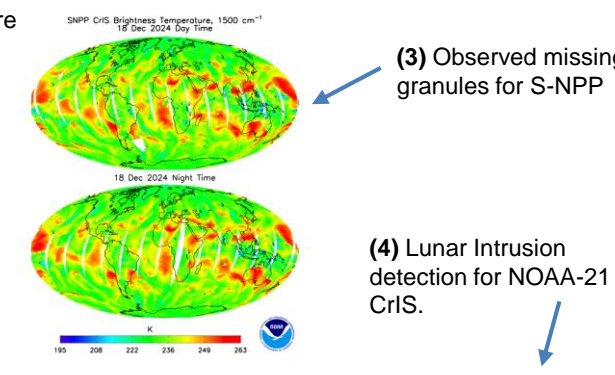 re
SNPP CrIS Brightness Temperature, 1500 cm⁻¹
18 Dec 2024 Day Time
(3) Observed missing
granules for S-NPP
18 Dec 2024 Night Time
(4) Lunar Intrusion
detection for NOAA-21
CrIS.
K
195 208 222 236 249 263
NOAA